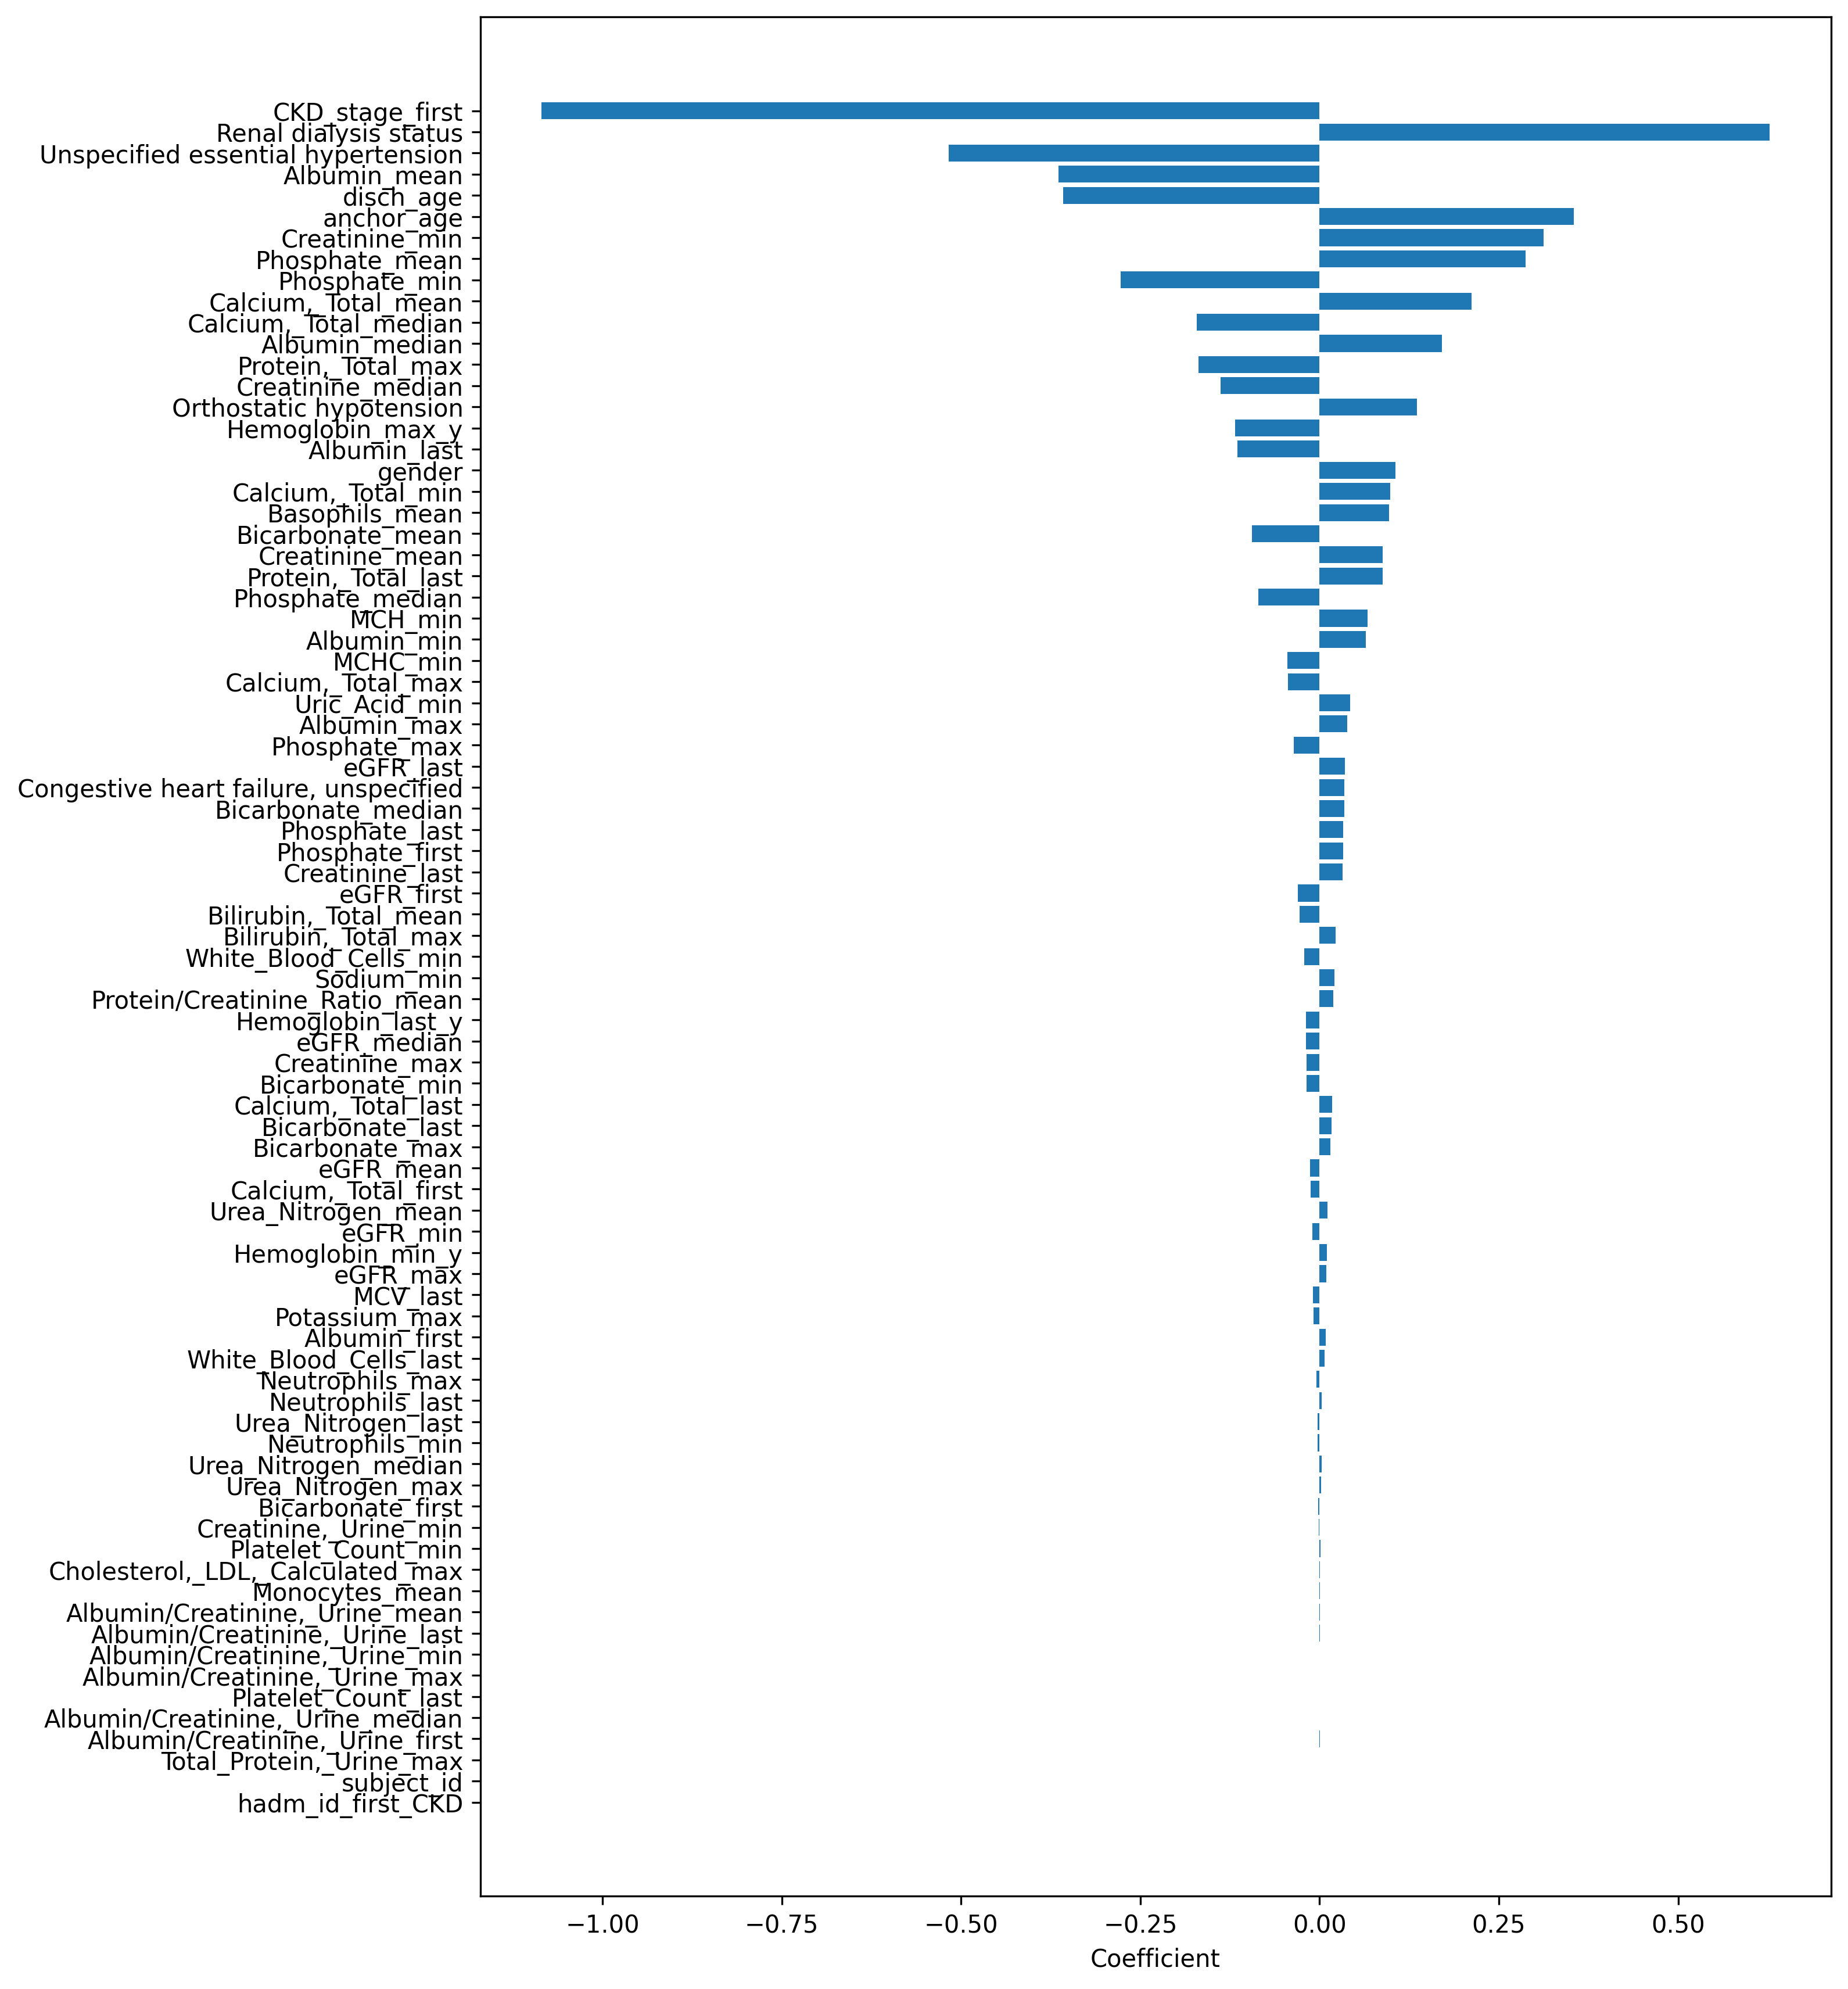 CKD_stage_first
Renal dialysis status
Unspecified essential hypertension
Albumin_mean
disch_age
anchor_age
Creatinine_min
Phosphate_mean
Phosphate_min
Calcium,_Total_mean
Calcium,_Total_median
Albumin_median
Protein,_Total_max
Creatinine_median
Orthostatic hypotension
Hemoglobin_max_y
Albumin_last
gender
Calcium,_Total_min
Basophils_mean
Bicarbonate_mean
Creatinine_mean
Protein,_Total_last
Phosphate_median
MCH_min
Albumin_min
MCHC_min
Calcium,_Total_max
Uric_Acid_min
Albumin_max
Phosphate_max
eGFR_last
Congestive heart failure, unspecified
Bicarbonate_median
Phosphate_last
Phosphate_first
Creatinine_last
eGFR_first
Bilirubin,_Total_mean
Bilirubin,_Total_max
White_Blood_Cells_min
Sodium_min
Protein/Creatinine_Ratio_mean
Hemoglobin_last_y
eGFR_median
Creatinine_max
Bicarbonate_min
Calcium,_Total_last
Bicarbonate_last
Bicarbonate_max
eGFR_mean
Calcium,_Total_first
Urea_Nitrogen_mean
eGFR_min
Hemoglobin_min_y
eGFR_max
MCV_last
Potassium_max
Albumin_first
White_Blood_Cells_last
Neutrophils_max
Neutrophils_last
Urea_Nitrogen_last
Neutrophils_min
Urea_Nitrogen_median
Urea_Nitrogen_max
Bicarbonate_first
Creatinine,_Urine_min
Platelet_Count_min
Cholesterol,_LDL,_Calculated_max
Monocytes_mean
Albumin/Creatinine,_Urine_mean
Albumin/Creatinine,_Urine_last
Albumin/Creatinine,_Urine_min
Albumin/Creatinine,_Urine_max
Platelet_Count_last
Albumin/Creatinine,_Urine_median
Albumin/Creatinine,_Urine_first
Total_Protein,_Urine_max
subject_id
hadm_id_first_CKD
−1.00 −0.75 −0.50 −0.25 0.00 0.25 0.50
Coefficient